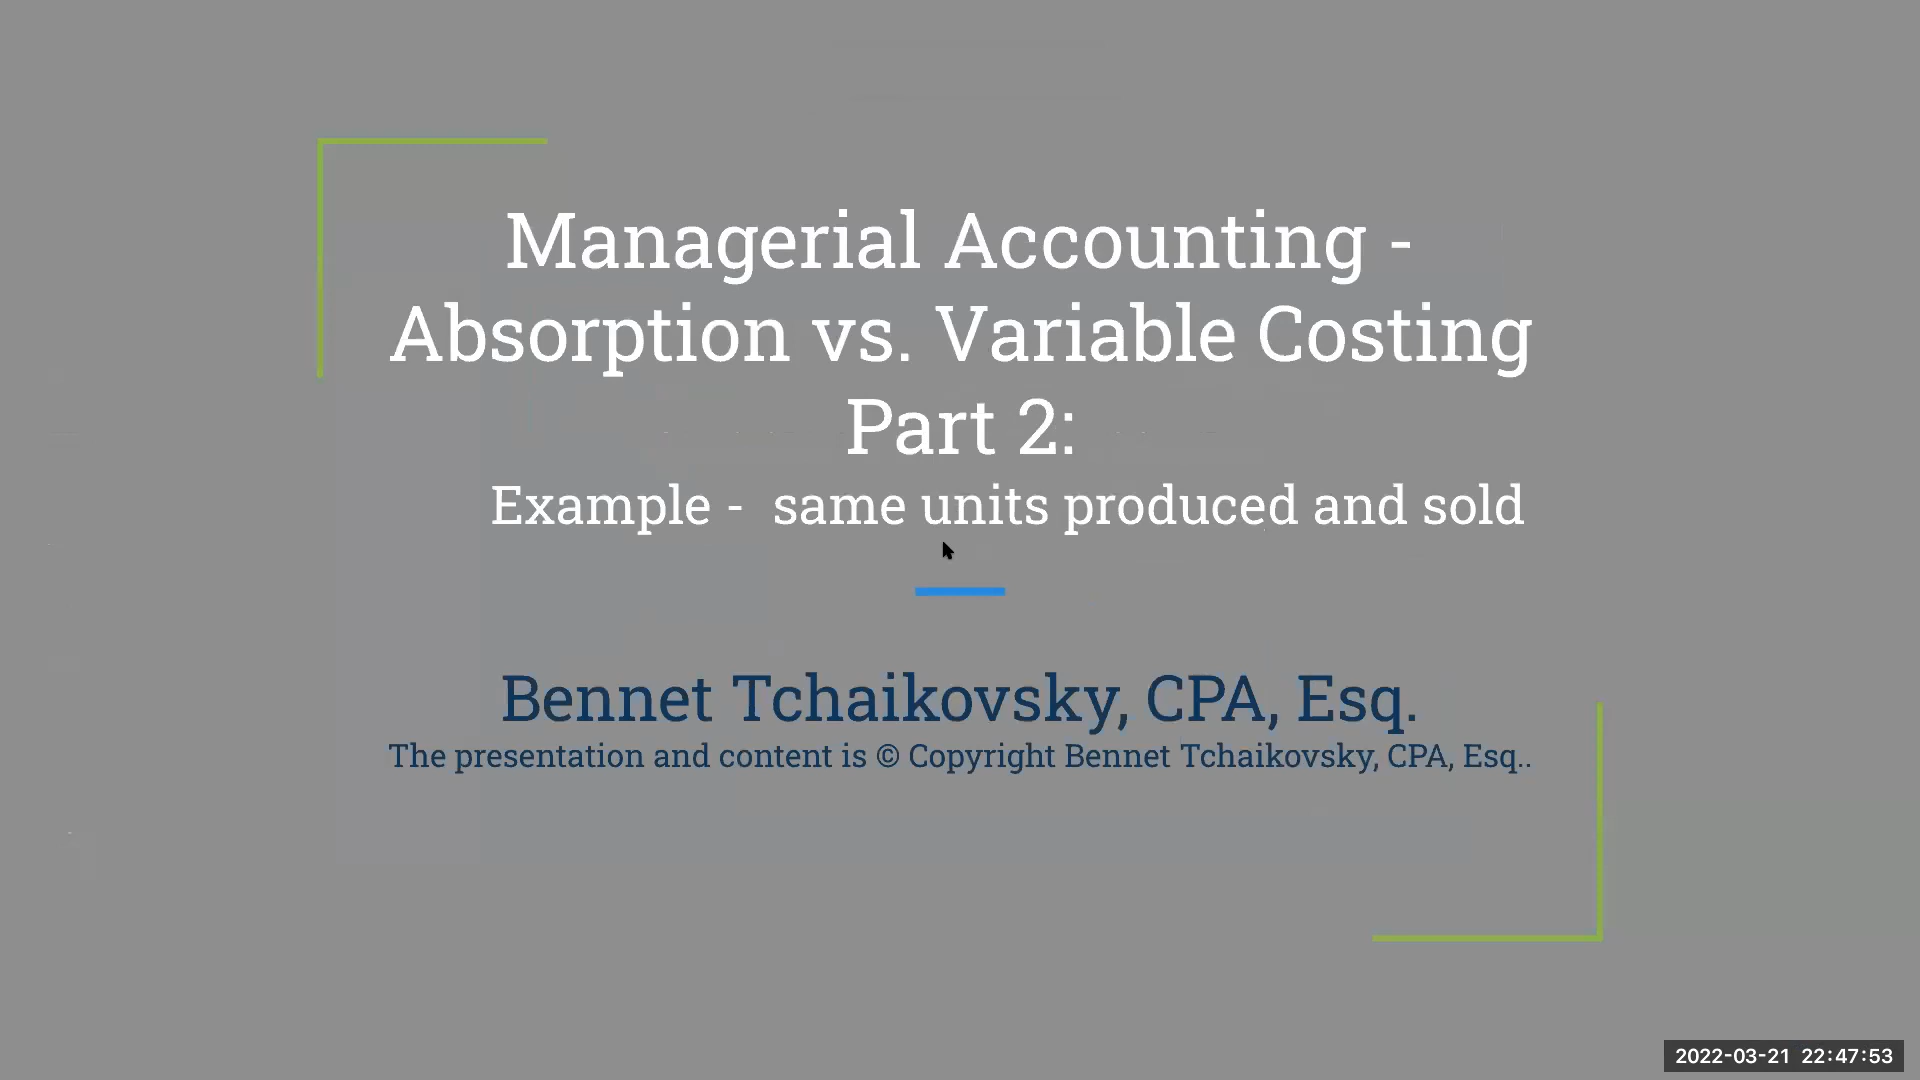 Managerial Accounting -
Absorption vs. Variable Costing
Part 2:
Example -  same units produced and sold
Bennet Tchaikovsky, CPA, Esq.
The presentation and content is © Copyright Bennet Tchaikovsky, CPA, Esq..
2022-03-21 22:47:53